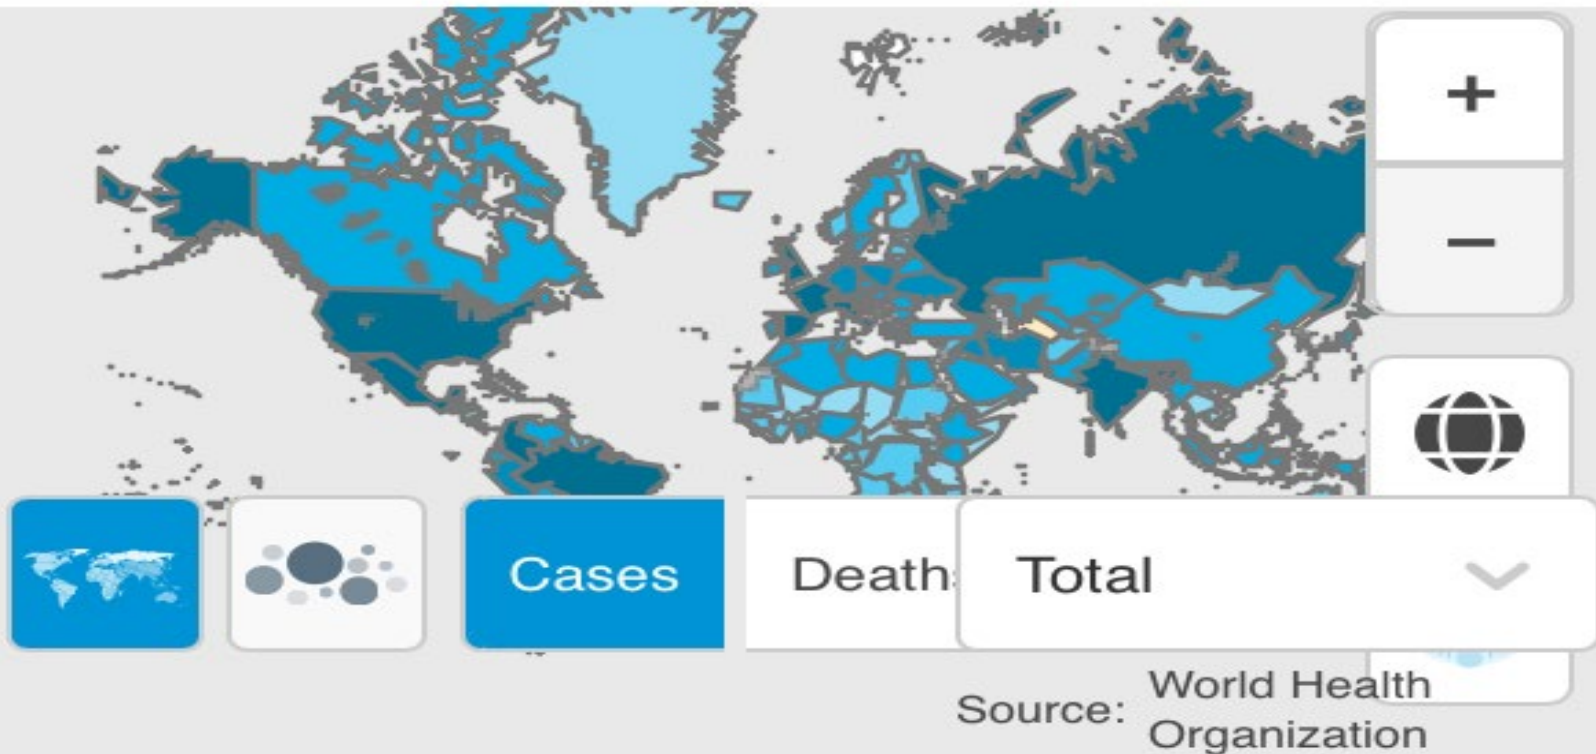 +
−
Cases
Death
Total
Source:
World Health
Organization